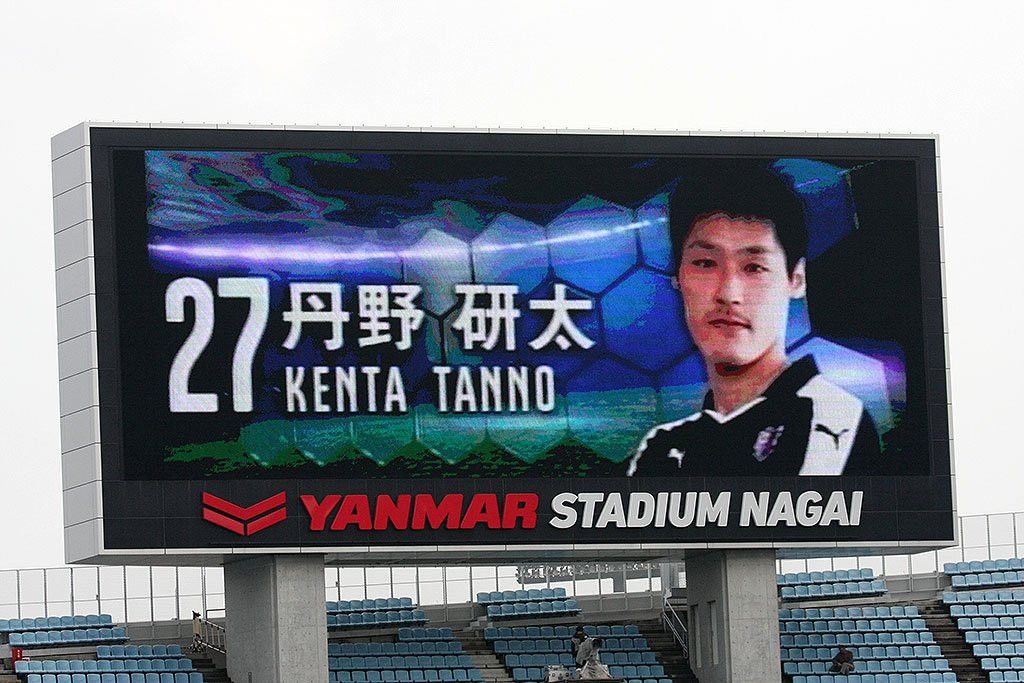 27 丹野 研太
KENTA TANNO
YANMAR STADIUM NAGAI